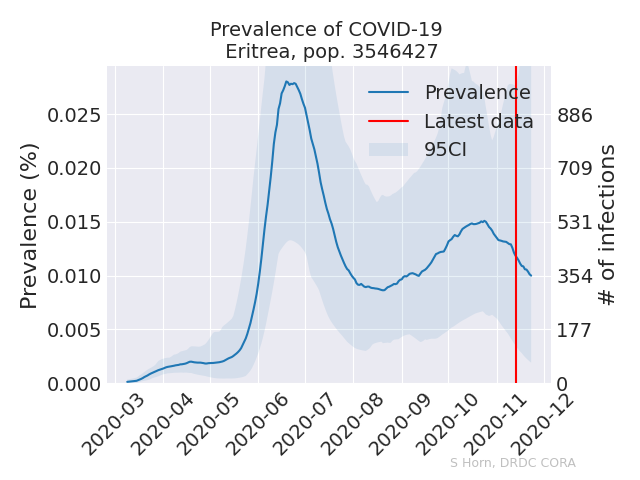 Prevalence of COVID-19
Eritrea, pop. 3546427
Prevalence (%)
0.025
0.020
0.015
0.010
0.005
0.000
Prevalence
Latest data
95CI
886
709
531
354
177
0
# of infections
2020-03
2020-04
2020-05
2020-06
2020-07
2020-08
2020-09
2020-10
2020-11
2020-12
S Horn, DRDC CORA